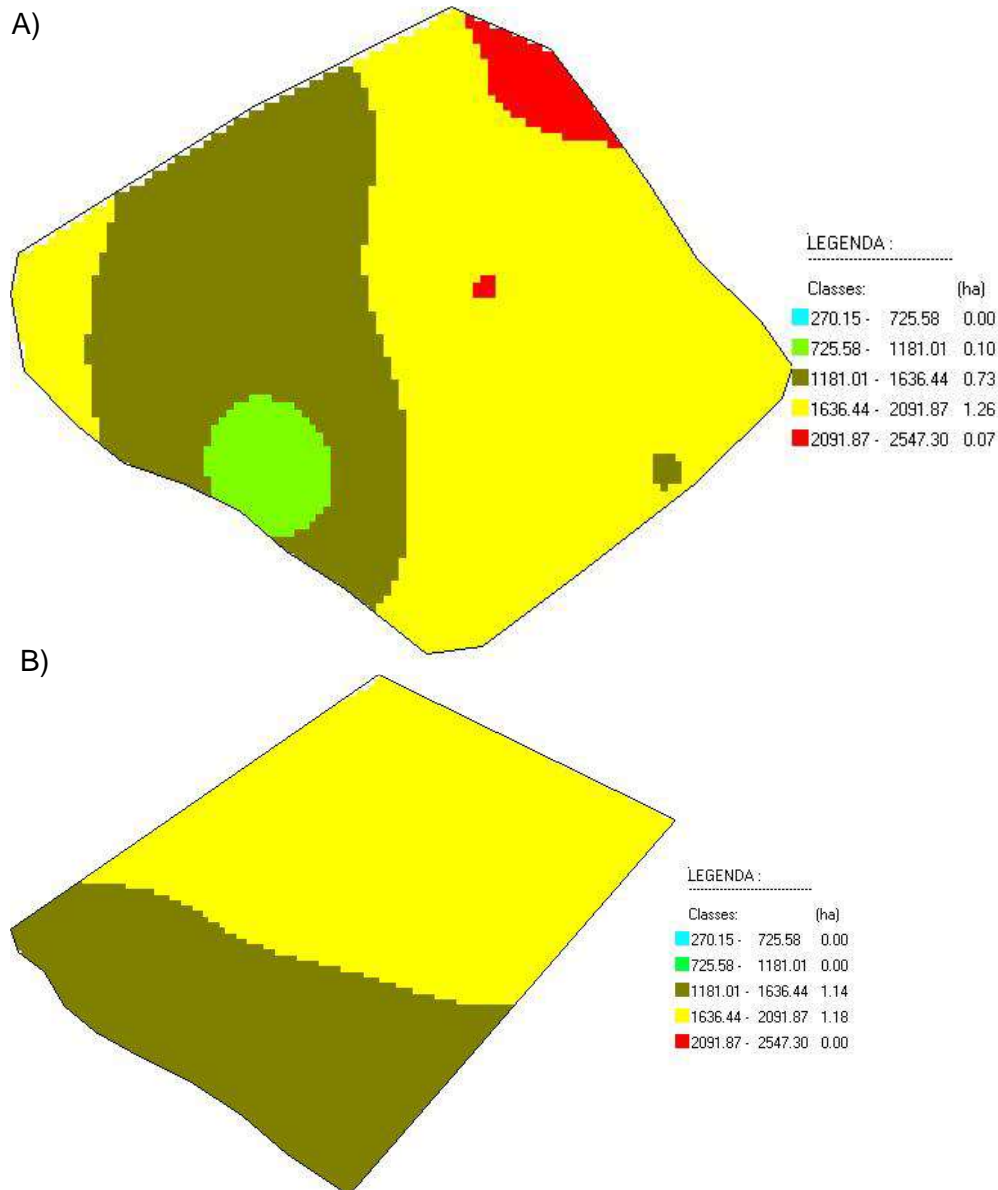 A)
LEGENDA :
Classes: (ha)
270.15 - 725.58 0.00
725.58 - 1181.01 0.10
1181.01 - 1636.44 0.73
1636.44 - 2091.87 1.26
2091.87 - 2547.30 0.07
B)
LEGENDA :
Classes: (ha)
270.15 - 725.58 0.00
725.58 - 1181.01 0.00
1181.01 - 1636.44 1.14
1636.44 - 2091.87 1.18
2091.87 - 2547.30 0.00